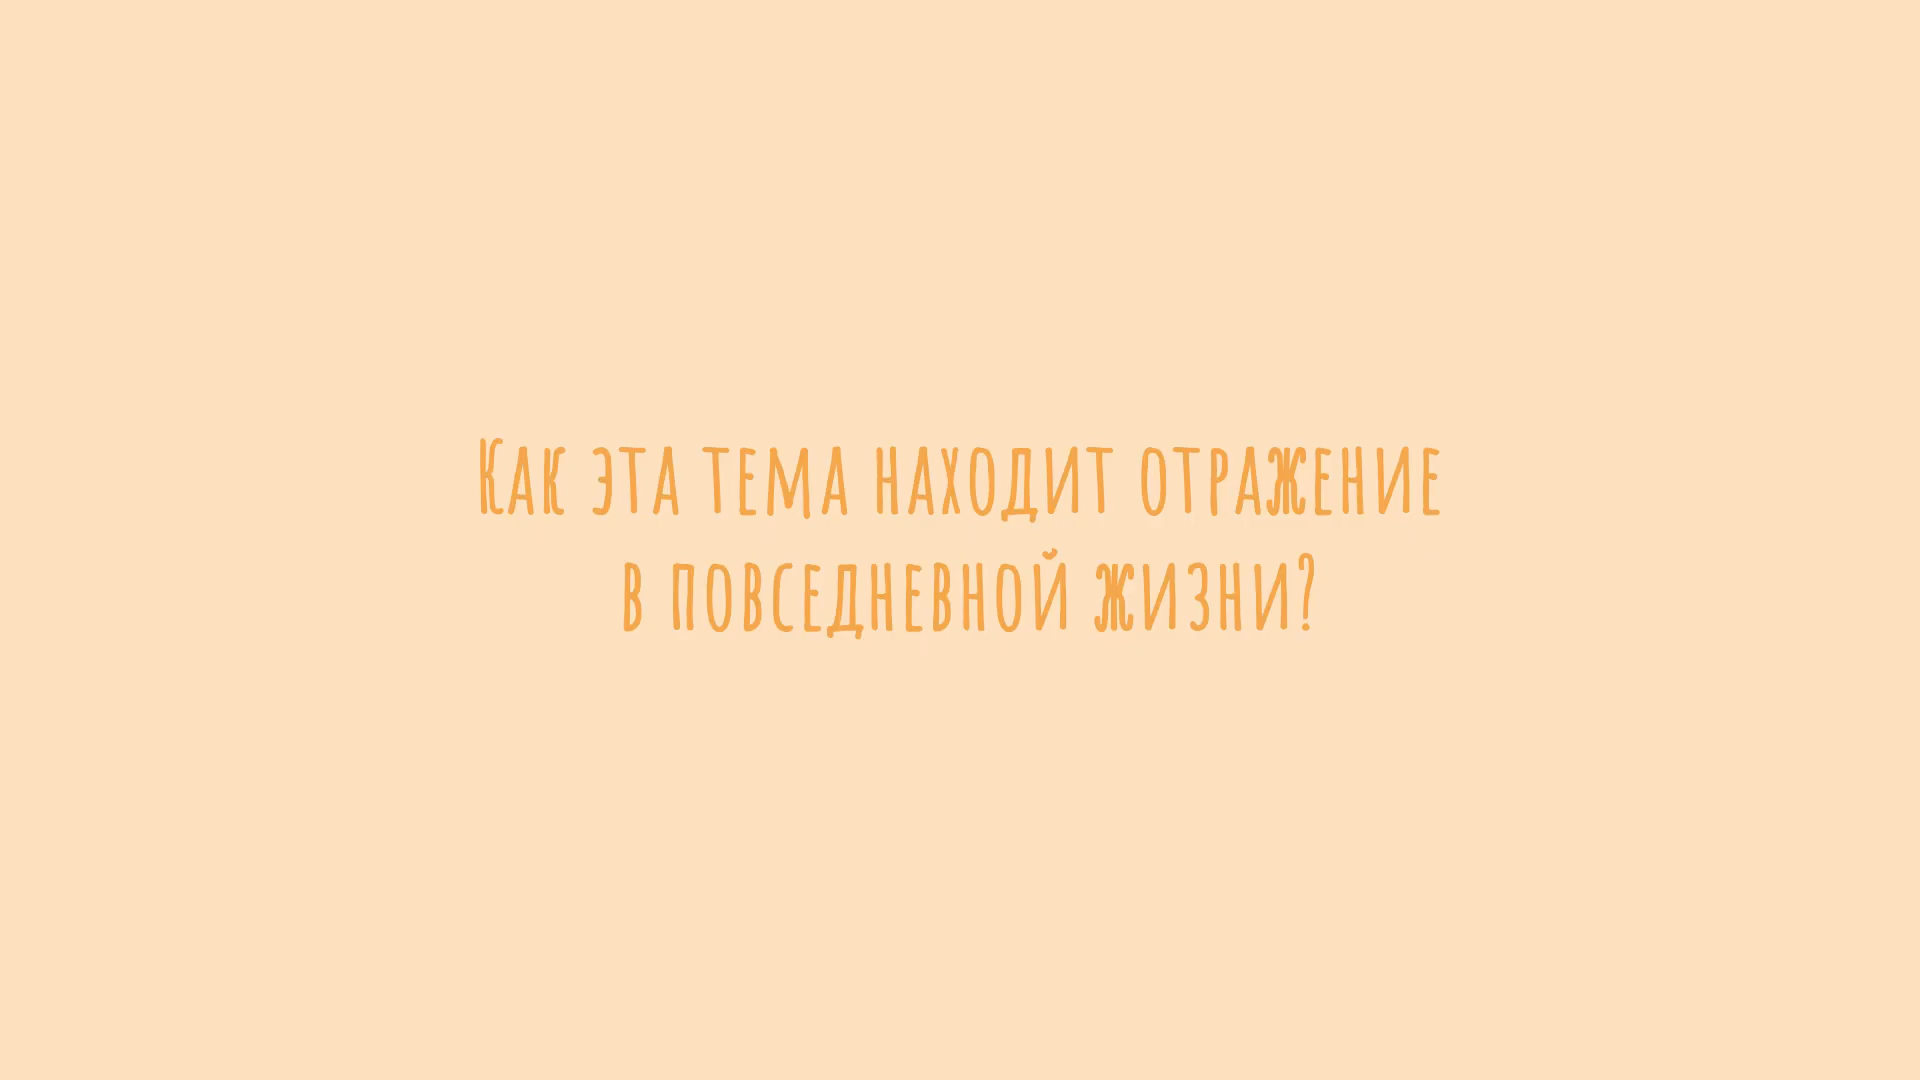 Как эта тема находит отражение
в повседневной жизни?